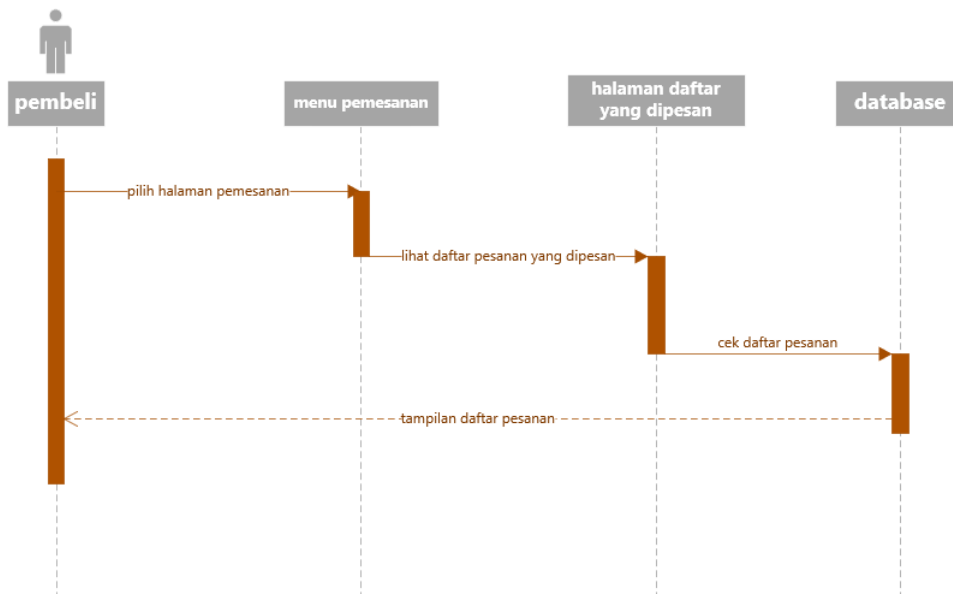 pembeli
menu pemesanan
halaman daftar
yang dipesan
database
pilih halaman pemesanan
lihat daftar pesanan yang dipesan
cek daftar pesanan
tampilan daftar pesanan